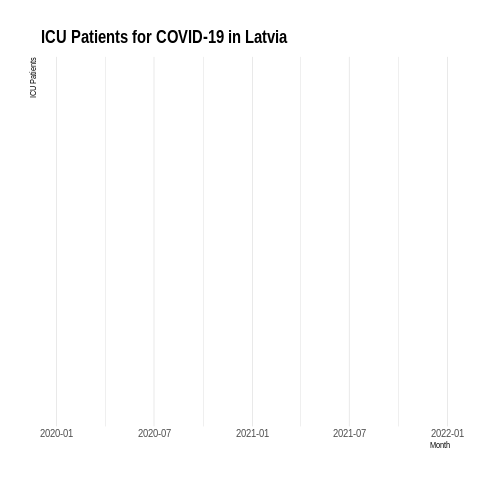 ICU Patients for COVID-19 in Latvia
ICU Patients
2020-01 2020-07 2021-01 2021-07 2022-01
Month